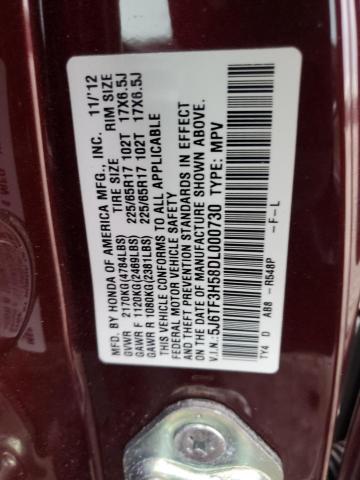 MFD. BY HONDA OF AMERICA MFG., INC. 11/'12
TIRE SIZE RIM SIZE
GVWR 2170KG(4784LBS)
GAWR F 1120KG(2469LBS) 225/65R17 102T 17X6.5J
GAWR R 1080KG(2381LBS) 225/65R17 102T 17X6.5J
THIS VEHICLE CONFORMS TO ALL APPLICABLE
FEDERAL MOTOR VEHICLE SAFETY
AND THEFT PREVENTION STANDARDS IN EFFECT
ON THE DATE OF MANUFACTURE SHOWN ABOVE.
V.I.N.:5J6TF3H58DL000730 TYPE: MPV
TY4 D A88 - R548P - F - L